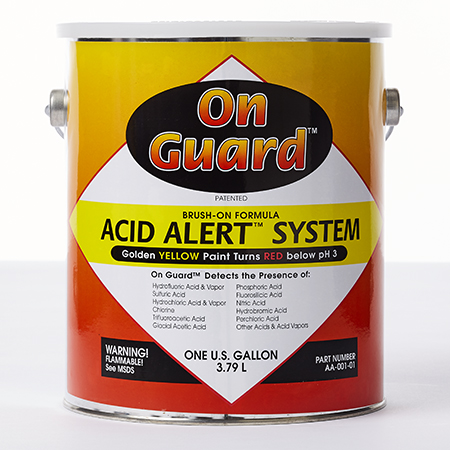 On
Guard™
PATENTED
BRUSH-ON FORMULA
ACID ALERT™ SYSTEM
Golden YELLOW Paint Turns RED below pH 3
On Guard™ Detects the Presence of:
Hydrofluoric Acid & Vapor
Sulfuric Acid
Hydrochloric Acid & Vapor
Chlorine
Trifluoroacetic Acid
Glacial Acetic Acid
Phosphoric Acid
Fluorosilicic Acid
Nitric Acid
Hydrobromic Acid
Perchloric Acid
Other Acids & Acid Vapors
WARNING!
FLAMMABLE!
See MSDS
ONE U.S. GALLON
3.79 L
PART NUMBER
AA-001-01